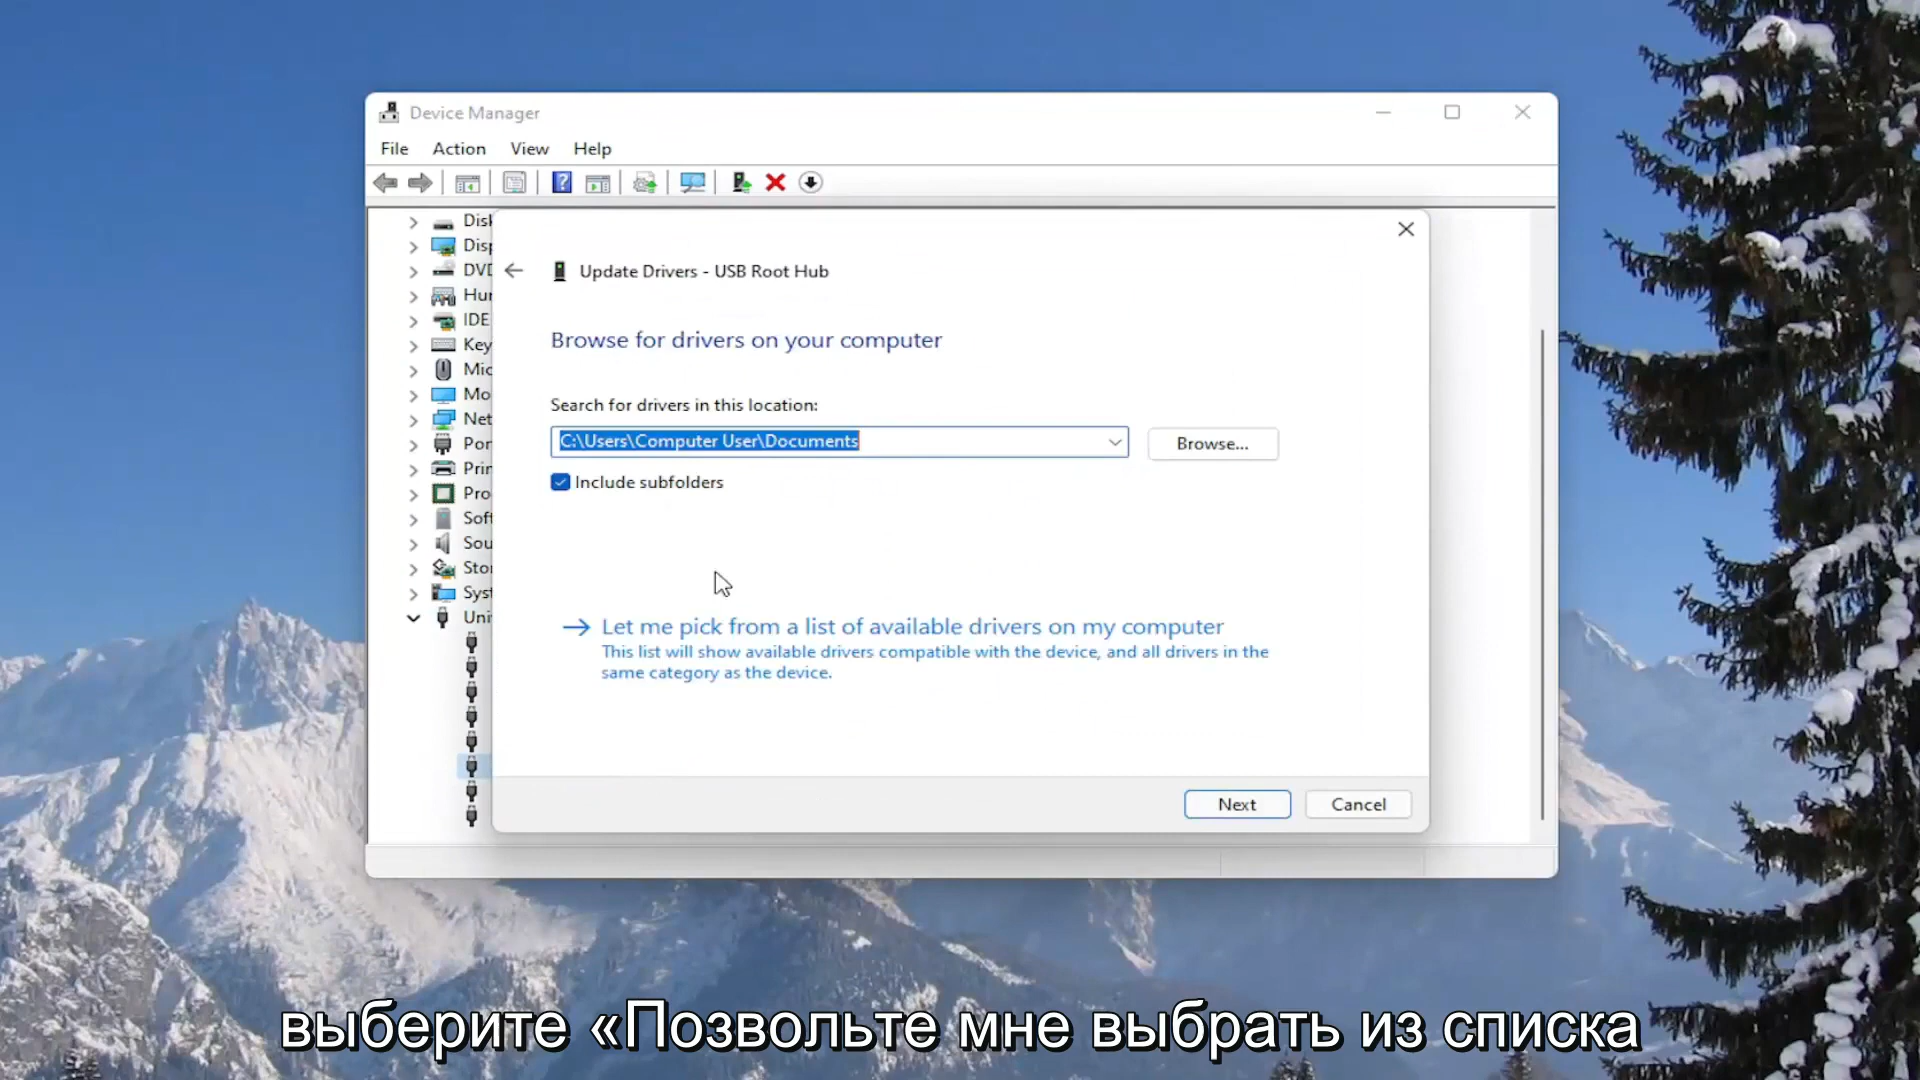 Device Manager
File Action View Help
Disk
Disp
DVD
Hum
IDE
Key
Mic
Mo
Net
Por
Prin
Pro
Soft
Sou
Stor
Syst
Uni
Update Drivers - USB Root Hub
Browse for drivers on your computer
Search for drivers in this location:
C:\Users\Computer User\Documents
Browse...
Include subfolders
Let me pick from a list of available drivers on my computer
This list will show available drivers compatible with the device, and all drivers in the
same category as the device.
Next Cancel
выберите «Позвольте мне выбрать из списка